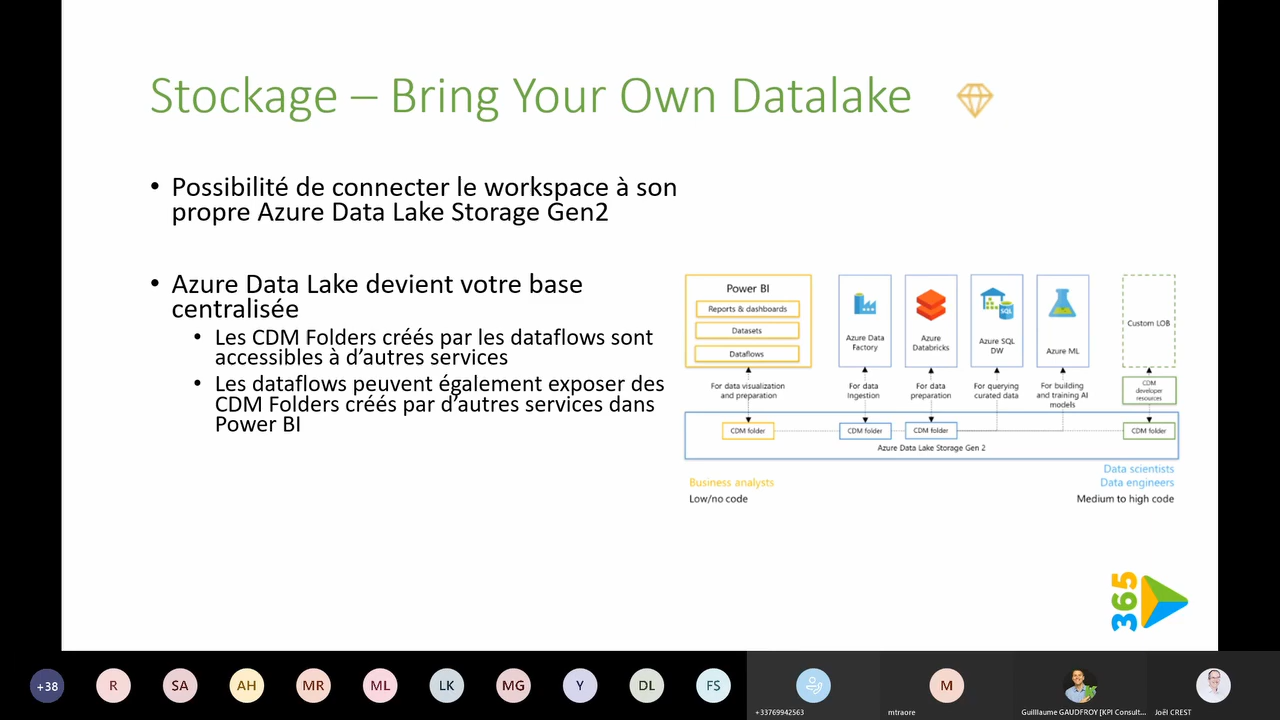 Stockage – Bring Your Own Datalake
• Possibilité de connecter le workspace à son
propre Azure Data Lake Storage Gen2
• Azure Data Lake devient votre base
centralisée
• Les CDM Folders créés par les dataflows sont
accessibles à d'autres services
• Les dataflows peuvent également exposer des
CDM Folders créés par d'autres services dans
Power BI
Power BI
Reports & dashboards
Datasets
Dataflows
Azure Data
Factory
Azure
Databricks
SQL
Azure SQL
DW
Azure ML
Custom LOB
For data visualization
and preparation
For data
Ingestion
For data
preparation
For querying
curated data
For building
and training AI
models
CDM
developer
resources
CDM folder
CDM folder
CDM folder
CDM folder
Azure Data Lake Storage Gen 2
Business analysts
Low/no code
Data scientists
Data engineers
Medium to high code
365
+38
R
SA
AH
MR
ML
LK
MG
Y
DL
FS
+33769942563
M
mtraore
Guilllaume GAUDFROY [KPI Consult...
Joël CREST